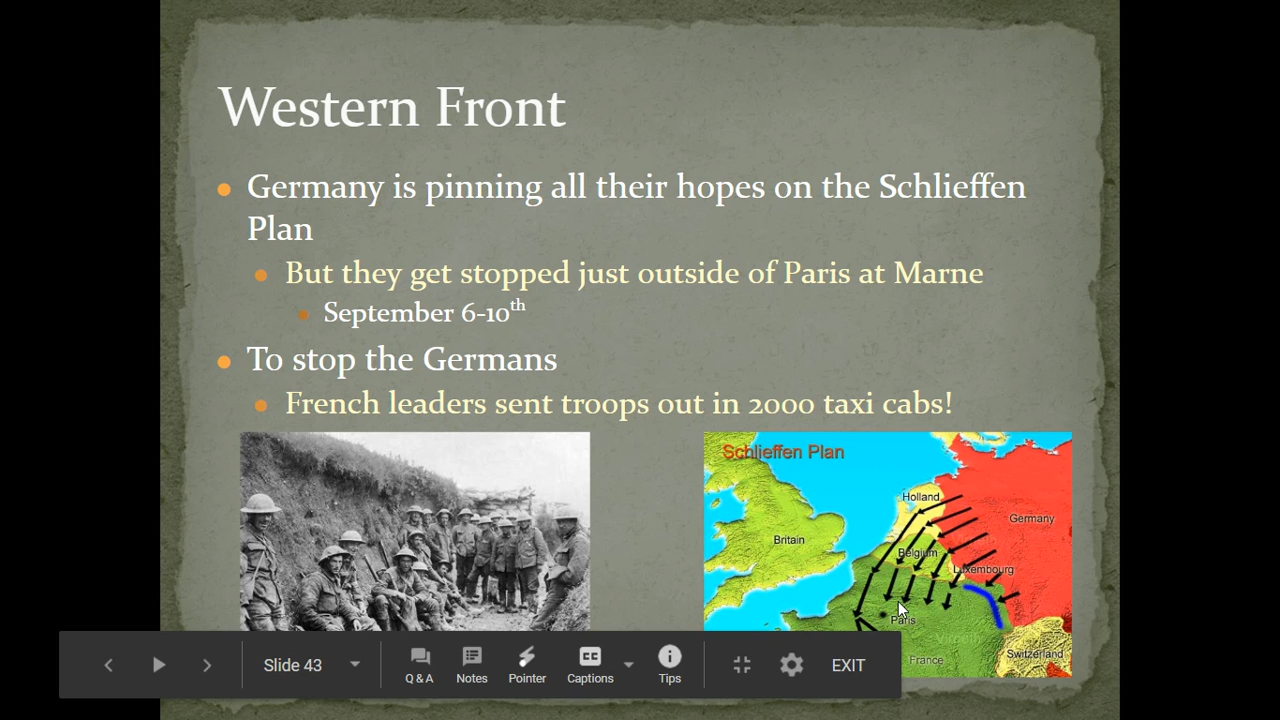 Western Front
Germany is pinning all their hopes on the Schlieffen
Plan
But they get stopped just outside of Paris at Marne
September 6-10th
To stop the Germans
French leaders sent troops out in 2000 taxi cabs!
Schlieffen Plan
Holland
Germany
Britain
Belgium
Luxembourg
Paris
France
Switzerland
Slide 43
Q & A
Notes
Pointer
CC
Captions
Tips
EXIT